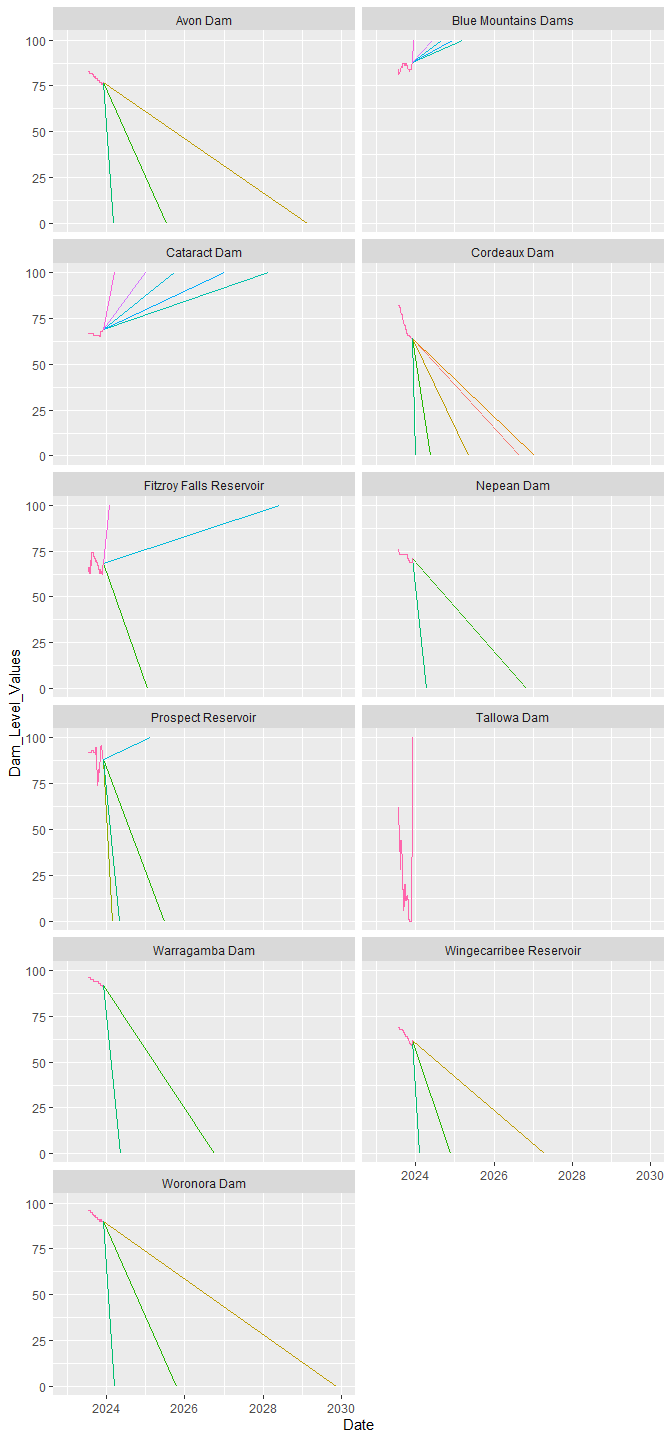 Avon Dam
Blue Mountains Dams
100
75
50
25
0
Cataract Dam
Cordeaux Dam
100
75
50
25
0
Fitzroy Falls Reservoir
Nepean Dam
100
75
50
25
0
Dam_Level_Values
Prospect Reservoir
Tallowa Dam
100
75
50
25
0
Warragamba Dam
Wingecarribee Reservoir
100
75
50
25
0
2024 2026 2028 2030
Woronora Dam
100
75
50
25
0
2024 2026 2028 2030
Date